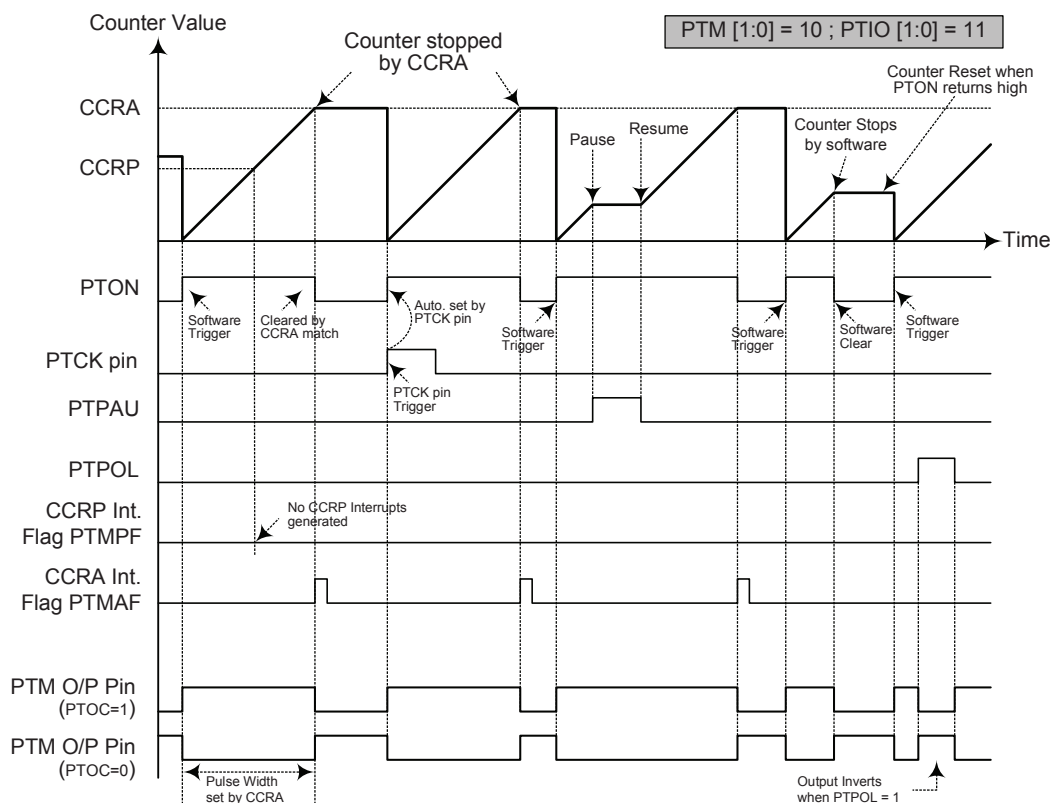 Counter Value
PTM [1:0] = 10 ; PTIO [1:0] = 11
Counter stopped
by CCRA
Counter Reset when
PTON returns high
CCRA
Pause
Resume
Counter Stops
by software
CCRP
Time
PTON
Software
Trigger
Cleared by
CCRA match
Auto. set by
PTCK pin
Software
Trigger
Software
Trigger
Software
Clear
Software
Trigger
PTCK pin
PTCK pin
Trigger
PTPAU
PTPOL
CCRP Int.
Flag PTMPF
No CCRP Interrupts
generated
CCRA Int.
Flag PTMAF
PTM O/P Pin
(PTOC=1)
PTM O/P Pin
(PTOC=0)
Pulse Width
set by CCRA
Output Inverts
when PTPOL = 1